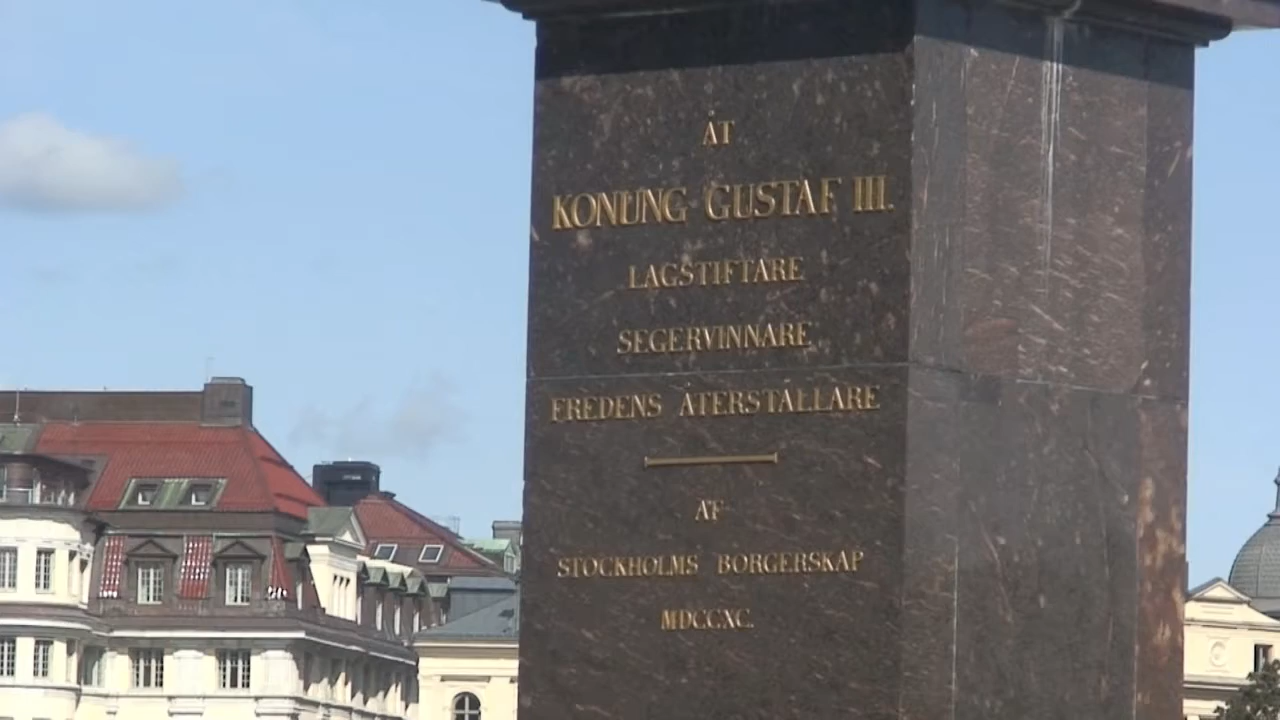 ÅT
KONUNG GUSTAF III.
LAGSTIFTARE
SEGERVINNARE
FREDENS ÅTERSTÄLLARE
AF
STOCKHOLMS BORGERSKAP
MDCCXC.